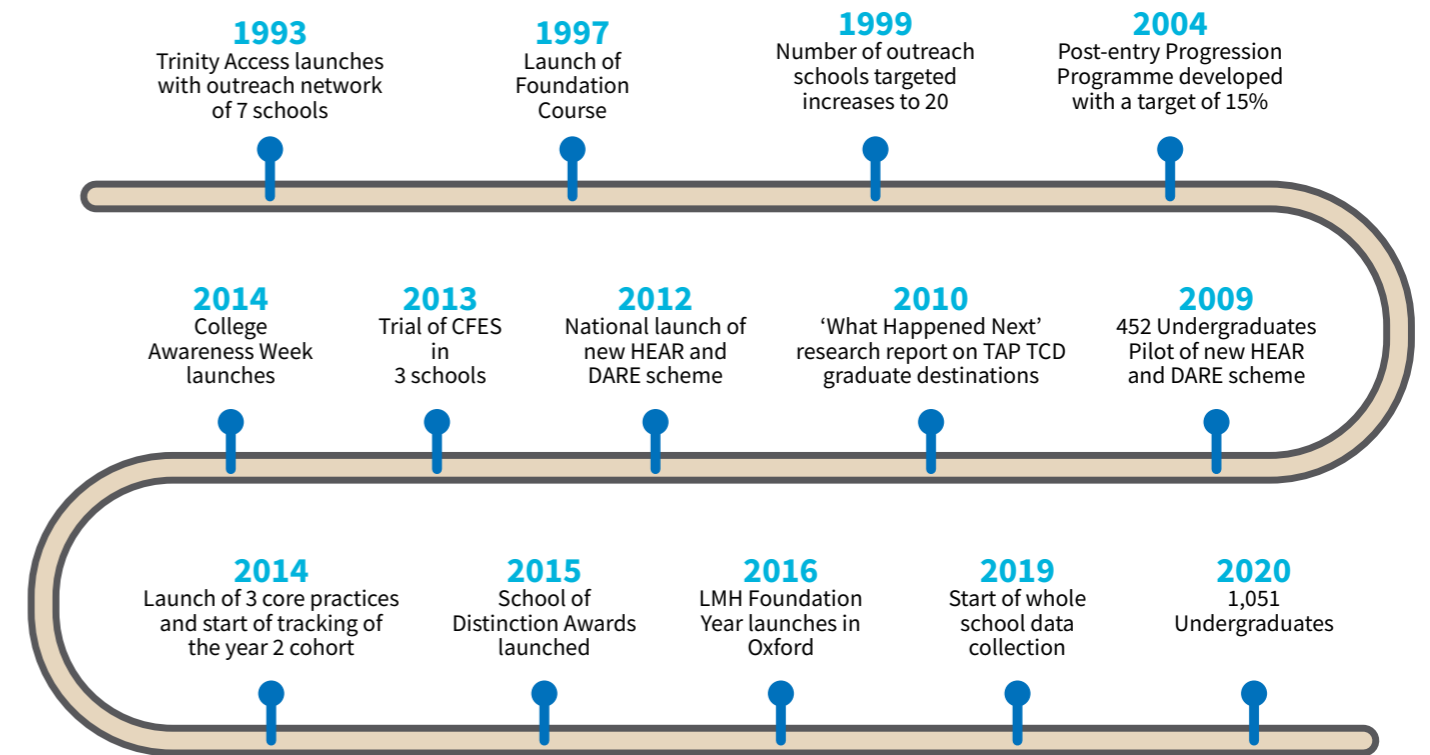 1993
Trinity Access launches
with outreach network
of 7 schools
1997
Launch of
Foundation
Course
1999
Number of outreach
schools targeted
increases to 20
2004
Post-entry Progression
Programme developed
with a target of 15%
2009
452 Undergraduates
Pilot of new HEAR
and DARE scheme
2010
‘What Happened Next’
research report on TAP TCD
graduate destinations
2012
National launch of
new HEAR and
DARE scheme
2013
Trial of CFES
in
3 schools
2014
College
Awareness Week
launches
2014
Launch of 3 core practices
and start of tracking of
the year 2 cohort
2015
School of
Distinction Awards
launched
2016
LMH Foundation
Year launches in
Oxford
2019
Start of whole
school data
collection
2020
1,051
Undergraduates